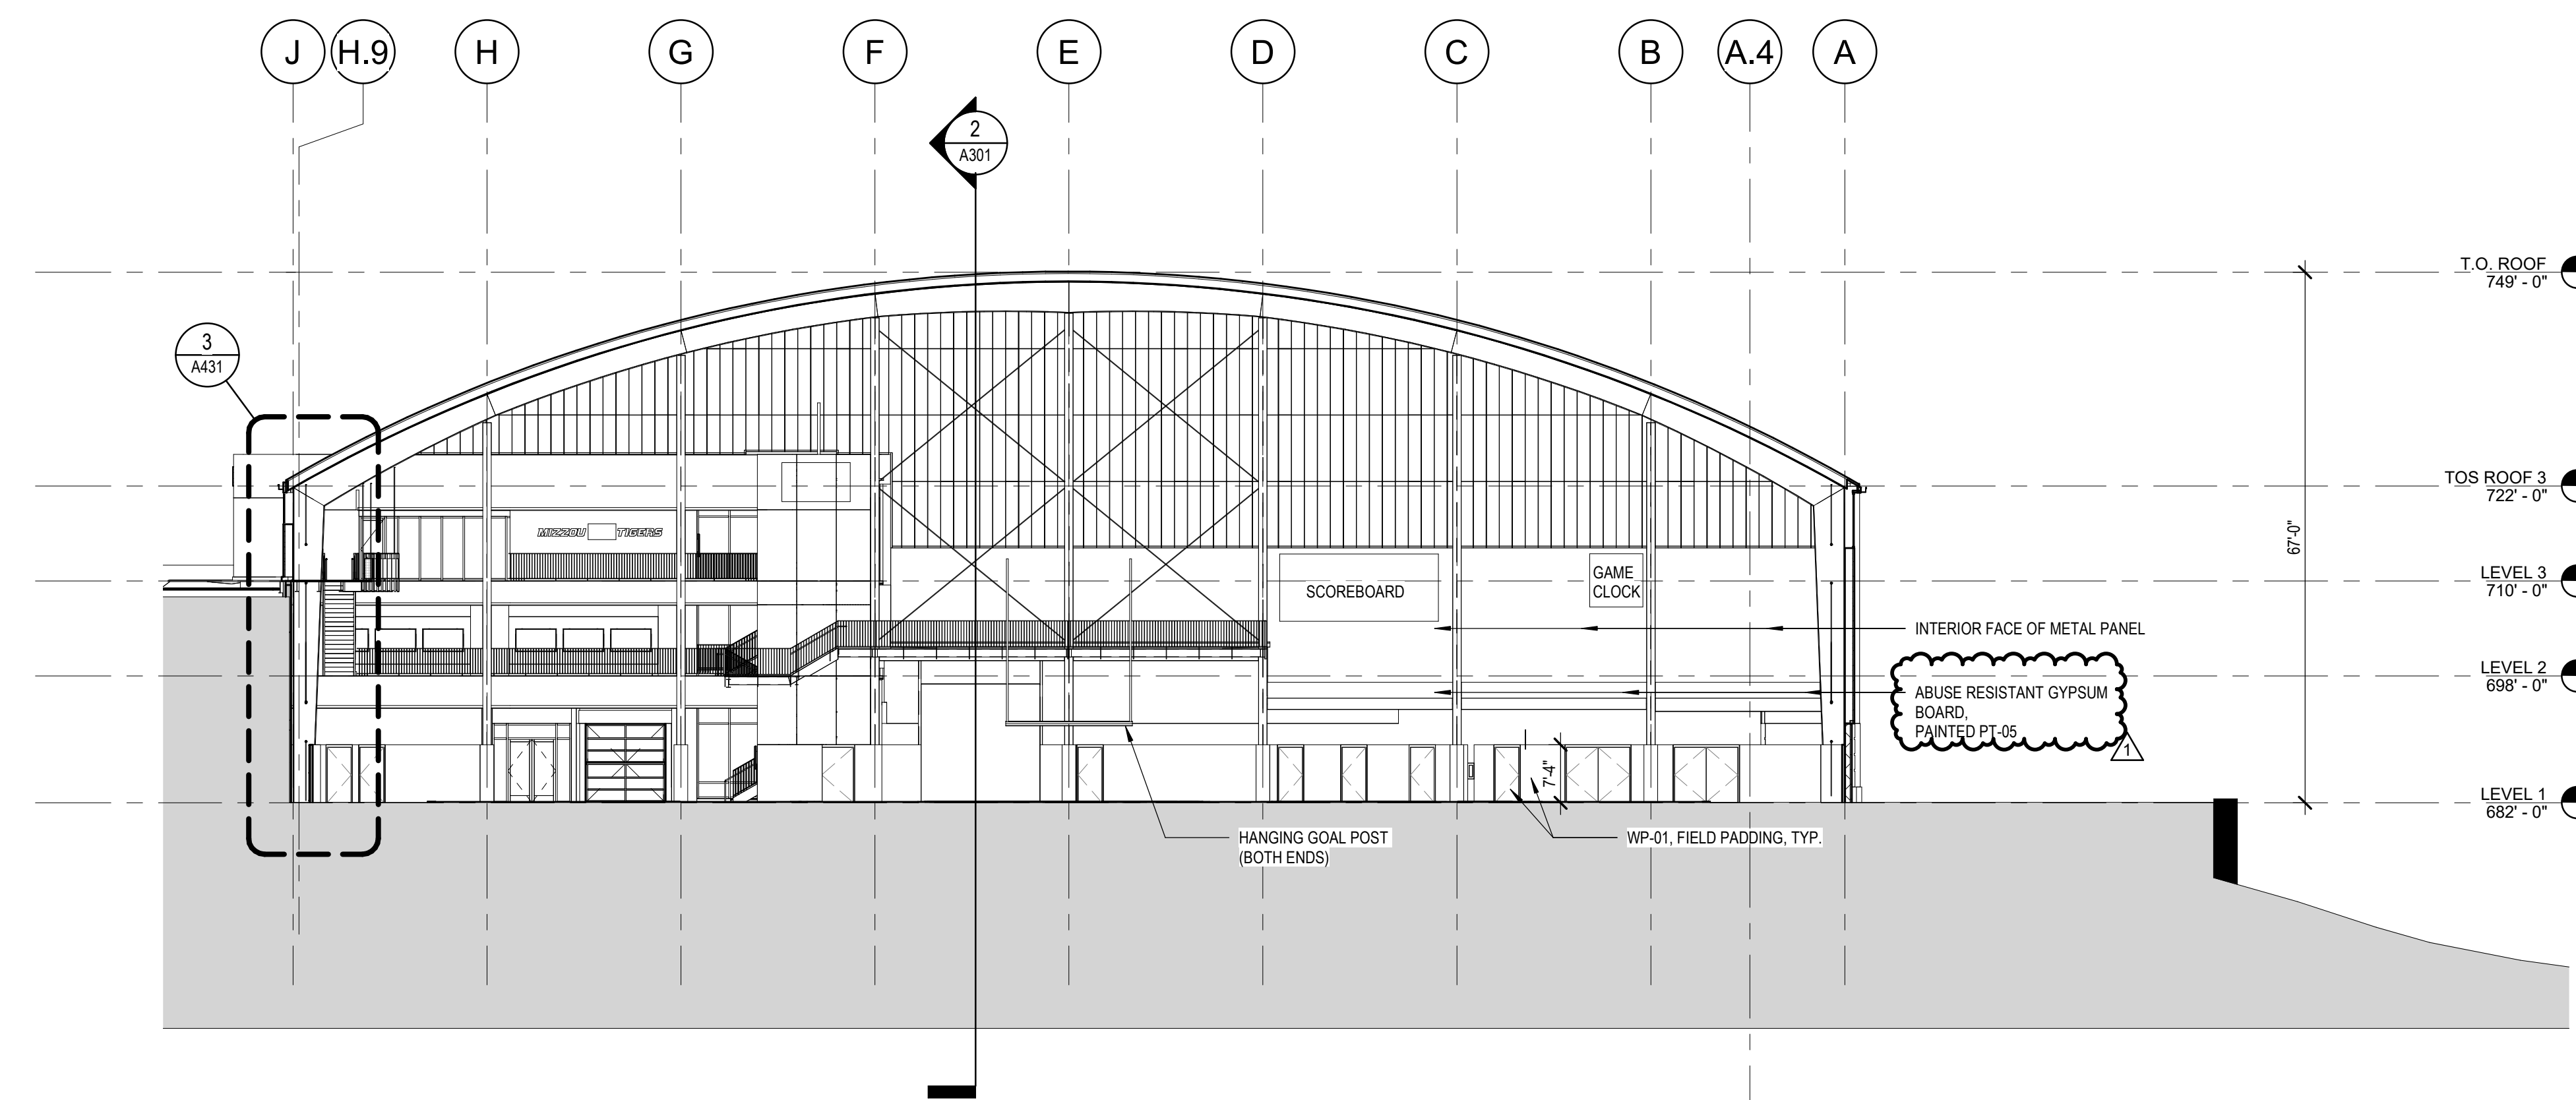 J
H.9
H
G
F
E
D
C
B
A.4
A
2
A301
T.O. ROOF
749' - 0"
3
A431
TOS ROOF 3
722' - 0"
67'-0"
MIZZOU TIGERS
SCOREBOARD
GAME
CLOCK
LEVEL 3
710' - 0"
INTERIOR FACE OF METAL PANEL
LEVEL 2
698' - 0"
ABUSE RESISTANT GYPSUM
BOARD,
PAINTED PT-05
1
7'-4"
LEVEL 1
682' - 0"
HANGING GOAL POST
(BOTH ENDS)
WP-01, FIELD PADDING, TYP.